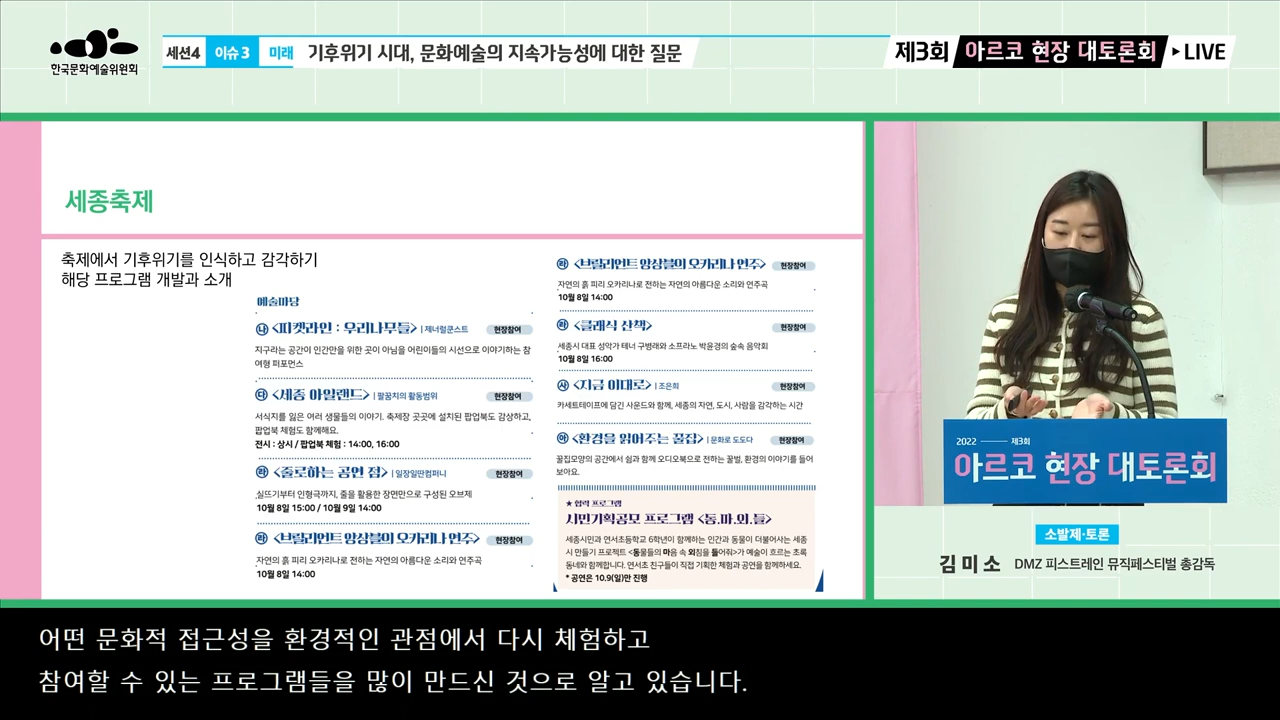 한국문화예술위원회
세션4 이슈 3 미래 기후위기 시대, 문화예술의 지속가능성에 대한 질문
제3회 아르코 현장 대토론회 ▸LIVE
세종축제
축제에서 기후위기를 인식하고 감각하기
해당 프로그램 개발과 소개
예술마당
나 <피켓라인 : 우리나무들> | 제너럴쿤스트 현장참여
지구라는 공간이 인간만을 위한 곳이 아님을 어린이들의 시선으로 이야기하는 참
여형 퍼포먼스
다 <세종 아일랜드> | 팔꿈치의 활동범위 현장참여
서식지를 잃은 여러 생물들의 이야기. 축제장 곳곳에 설치된 팝업북도 감상하고,
팝업북 체험도 함께해요.
전시 : 상시 / 팝업북 체험 : 14:00, 16:00
라 <줄로하는 공연 점> | 일장일딴컴퍼니 현장참여
실뜨기부터 인형극까지, 줄을 활용한 장면만으로 구성된 오브제
10월 8일 15:00 / 10월 9일 14:00
라 <브릴리언트 앙상블의 오카리나 연주> 현장참여
자연의 흙 피리 오카리나로 전하는 자연의 아름다운 소리와 연주곡
10월 8일 14:00
라 <브릴리언트 앙상블의 오카리나 연주> 현장참여
자연의 흙 피리 오카리나로 전하는 자연의 아름다운 소리와 연주곡
10월 8일 14:00
라 <클래식 산책> 현장참여
세종시 대표 성악가 테너 구병래와 소프라노 박윤경의 숲속 음악회
10월 8일 16:00
사 <지금 이대로> | 조은희 현장참여
카세트테이프에 담긴 사운드와 함께, 세종의 자연, 도시, 사람을 감각하는 시간
아 <환경을 읽어주는 꿀집> | 문화로 도도다 현장참여
꿀집모양의 공간에서 쉼과 함께 오디오북으로 전하는 꿀벌, 환경의 이야기를 들어
보아요.
★ 협력 프로그램
시민기획공모 프로그램 <동.마.외.들>
세종시민과 연서초등학교 6학년이 함께하는 인간과 동물이 더불어사는 세종
시 만들기 프로젝트 <동물들의 마음 속 외침을 들어줘>가 예술이 흐르는 초록
동네와 함께합니다. 연서초 친구들이 직접 기획한 체험과 공연을 함께하세요.
* 공연은 10.9(일)만 진행
2022 제3회
아르코 현장 대토론회
소발제·토론
김미소 DMZ 피스트레인 뮤직페스티벌 총감독
어떤 문화적 접근성을 환경적인 관점에서 다시 체험하고
참여할 수 있는 프로그램들을 많이 만드신 것으로 알고 있습니다.